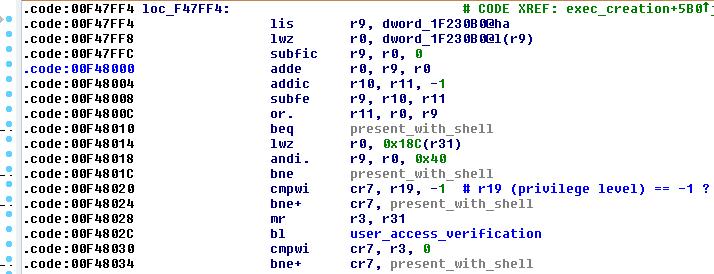 .code:00F47FF4 loc_F47FF4: # CODE XREF: exec_creation+5B0↑j
.code:00F47FF4 lis r9, dword_1F230B0@ha
.code:00F47FF8 lwz r0, dword_1F230B0@l(r9)
.code:00F47FFC subfic r9, r0, 0
.code:00F48000 adde r0, r9, r0
.code:00F48004 addic r10, r11, -1
.code:00F48008 subfe r9, r10, r11
.code:00F4800C or. r11, r0, r9
.code:00F48010 beq present_with_shell
.code:00F48014 lwz r0, 0x18C(r31)
.code:00F48018 andi. r9, r0, 0x40
.code:00F4801C bne present_with_shell
.code:00F48020 cmpwi cr7, r19, -1 # r19 (privilege level) == -1 ?
.code:00F48024 bne+ cr7, present_with_shell
.code:00F48028 mr r3, r31
.code:00F4802C bl user_access_verification
.code:00F48030 cmpwi cr7, r3, 0
.code:00F48034 bne+ cr7, present_with_shell